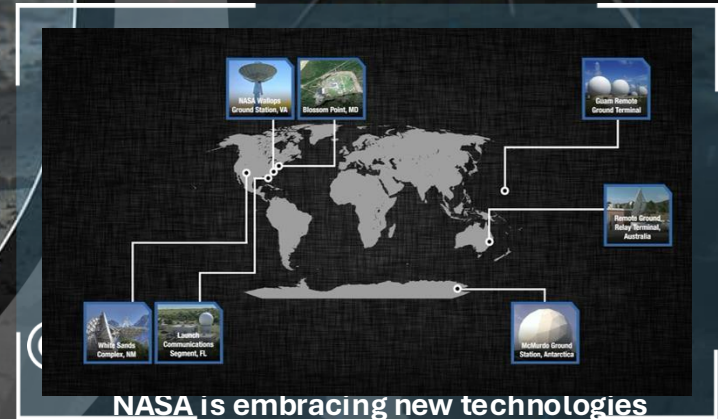 NASA Wallops
Ground Station, VA
Blossom Point, MD
Guam Remote
Ground Terminal
Remote Ground
Relay Terminal,
Australia
White Sands
Complex, NM
Launch
Communications
Segment, FL
McMurdo Ground
Station, Antarctica
NASA is embracing new technologies